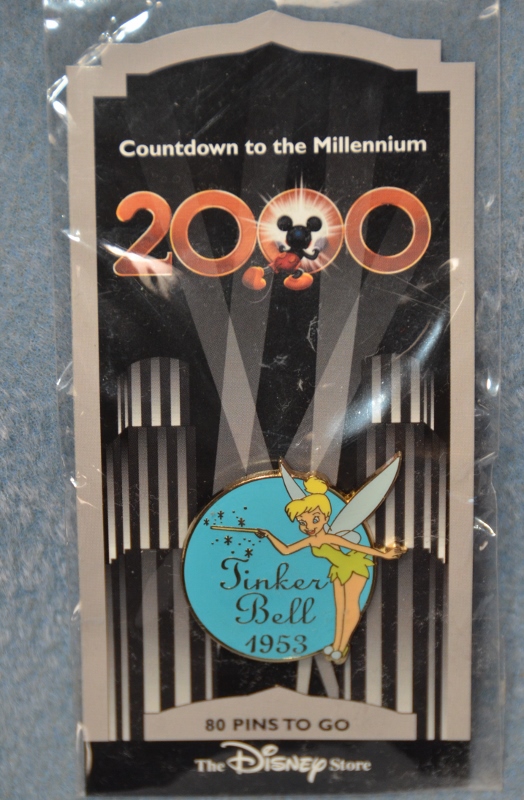 Countdown to the Millennium
2000
Tinker
Bell
1953
80 PINS TO GO
The Disney Store